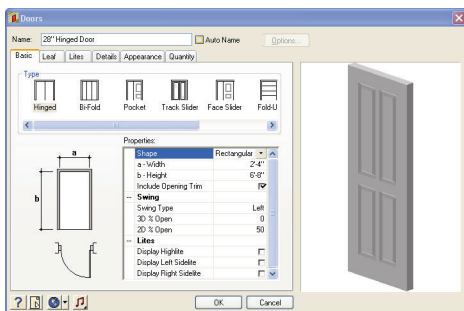 Doors
Name: 28" Hinged Door Auto Name Options...
Basic Leaf Lites Details Appearance Quantity
Type
Hinged Bi-Fold Pocket Track Slider Face Slider Fold-U
Properties:
Shape Rectangular
a - Width 2'-4"
b - Height 6'-8"
Include Opening Trim
Swing
Swing Type Left
3D % Open 0
2D % Open 50
Lites
Display Highlite
Display Left Sidelite
Display Right Sidelite
a
b
OK Cancel